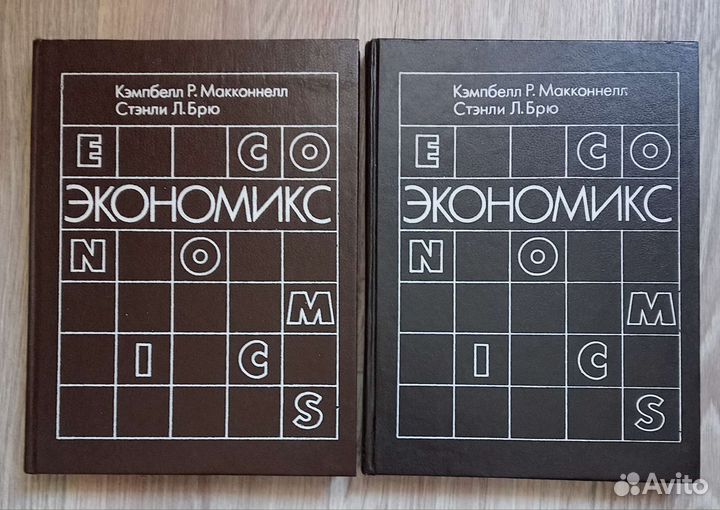 Кэмпбелл Р. Макконнелл
Стэнли Л. Брю
E C O
ЭКОНОМИКС
N O
M
I C
S
Кэмпбелл Р. Макконнелл
Стэнли Л. Брю
E C O
ЭКОНОМИКС
N O
M
I C
S
Avito